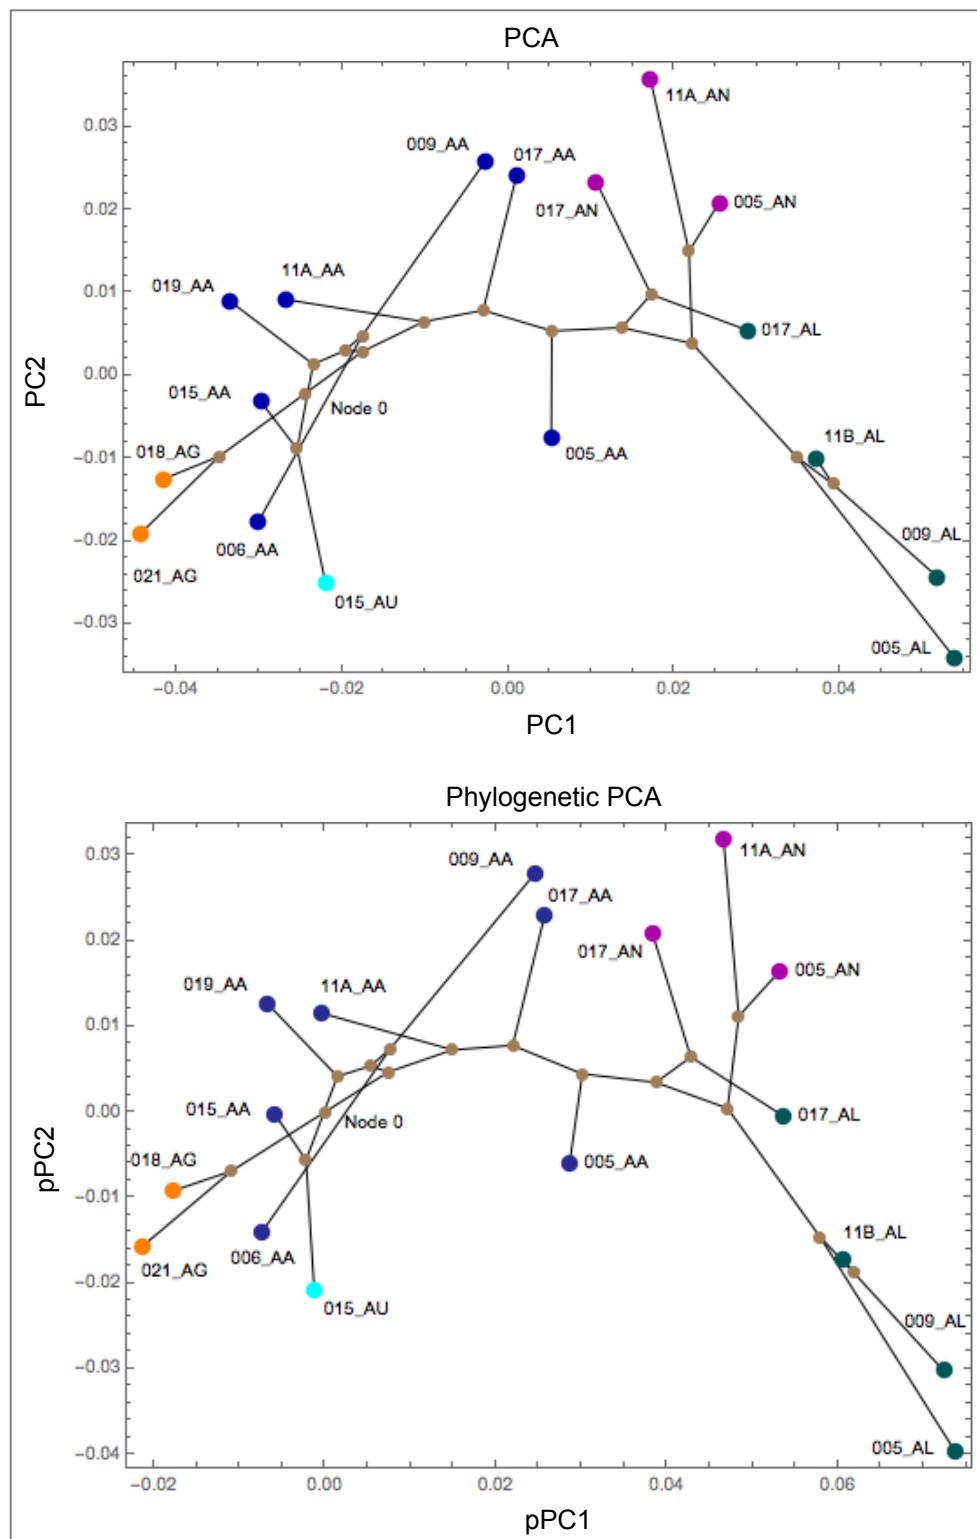 PCA
11A_AN
0.03
009_AA
017_AA
017_AN
005_AN
0.02
11A_AA
019_AA
0.01
017_AL
PC2
0.00
015_AA
Node 0
11B_AL
018_AG
005_AA
−0.01
009_AL
006_AA
−0.02
021_AG
015_AU
−0.03
005_AL
−0.04 −0.02 0.00 0.02 0.04
PC1
Phylogenetic PCA
0.03
009_AA
11A_AN
017_AA
0.02
017_AN
005_AN
019_AA
11A_AA
0.01
015_AA
0.00
Node 0
017_AL
pPC2
018_AG
005_AA
−0.01
11B_AL
006_AA
021_AG
−0.02
015_AU
009_AL
−0.03
005_AL
−0.04
−0.02 0.00 0.02 0.04 0.06
pPC1